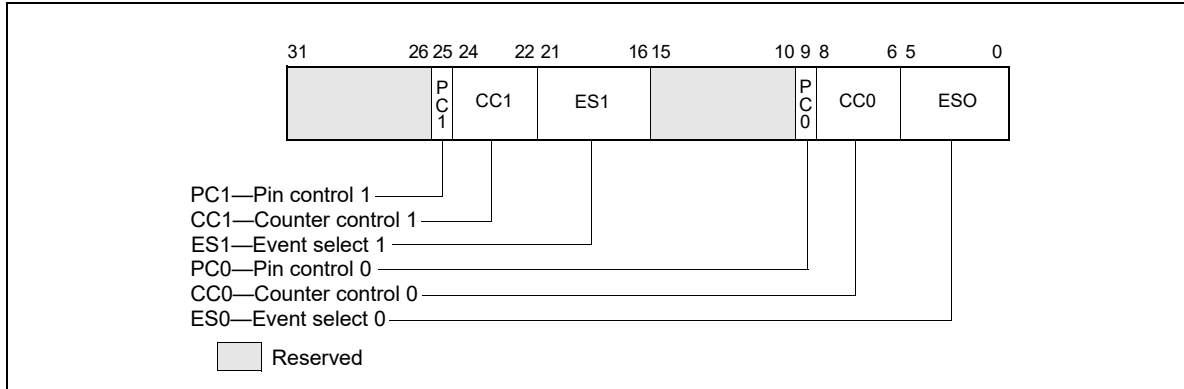 31 26 25 24 22 21 16 15 10 9 8 6 5 0
PC1 CC1 ES1 PC0 CC0 ESO
PC1—Pin control 1
CC1—Counter control 1
ES1—Event select 1
PC0—Pin control 0
CC0—Counter control 0
ES0—Event select 0
Reserved